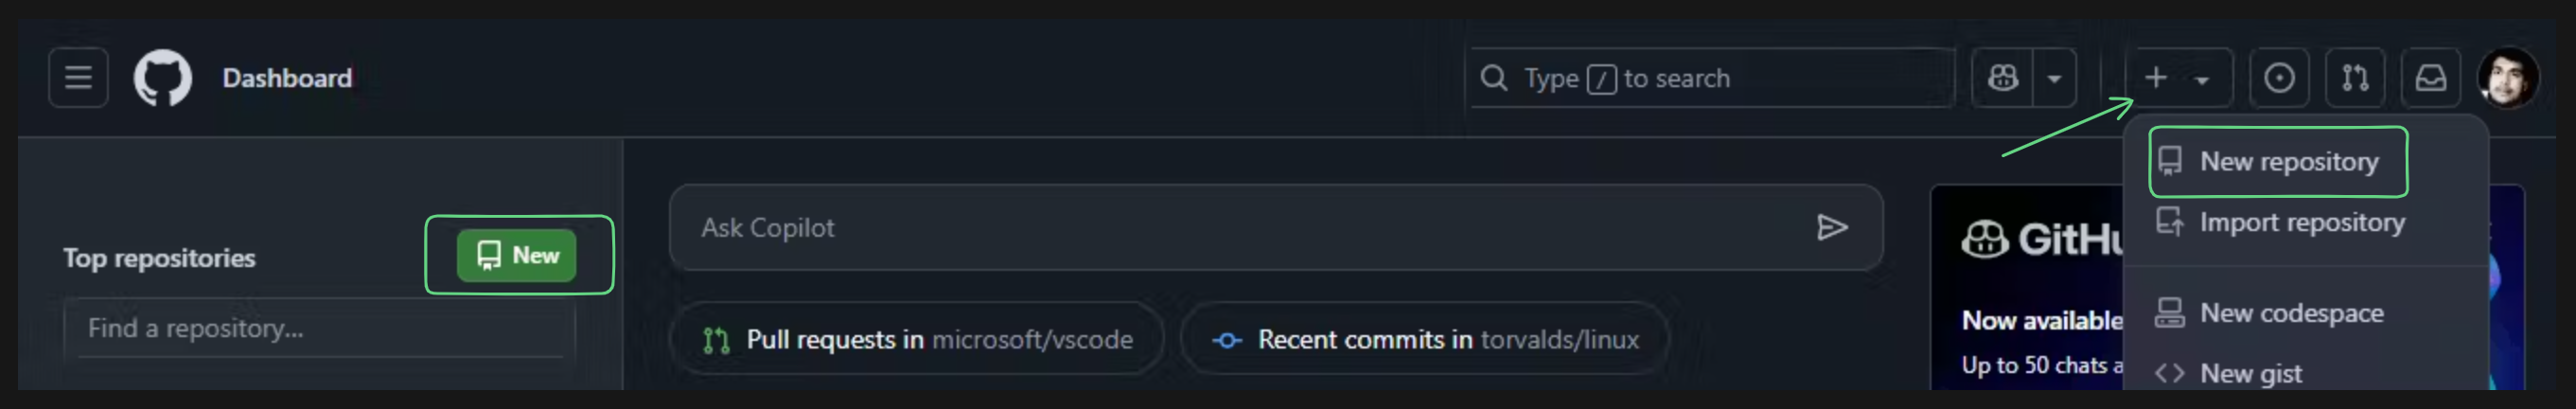 Dashboard
Type / to search
Top repositories
New
Find a repository...
Ask Copilot
Pull requests in microsoft/vscode
Recent commits in torvalds/linux
Now available
Up to 50 chats a
New repository
Import repository
New codespace
New gist